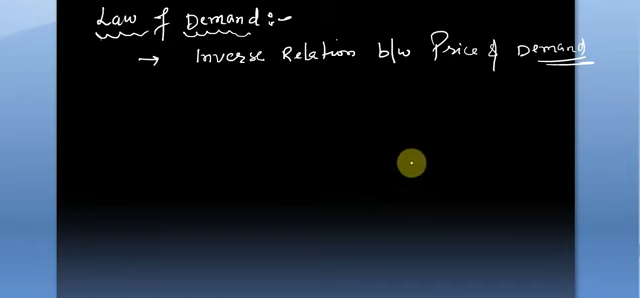 Law of Demand :-
→ Inverse Relation b/w Price & Demand